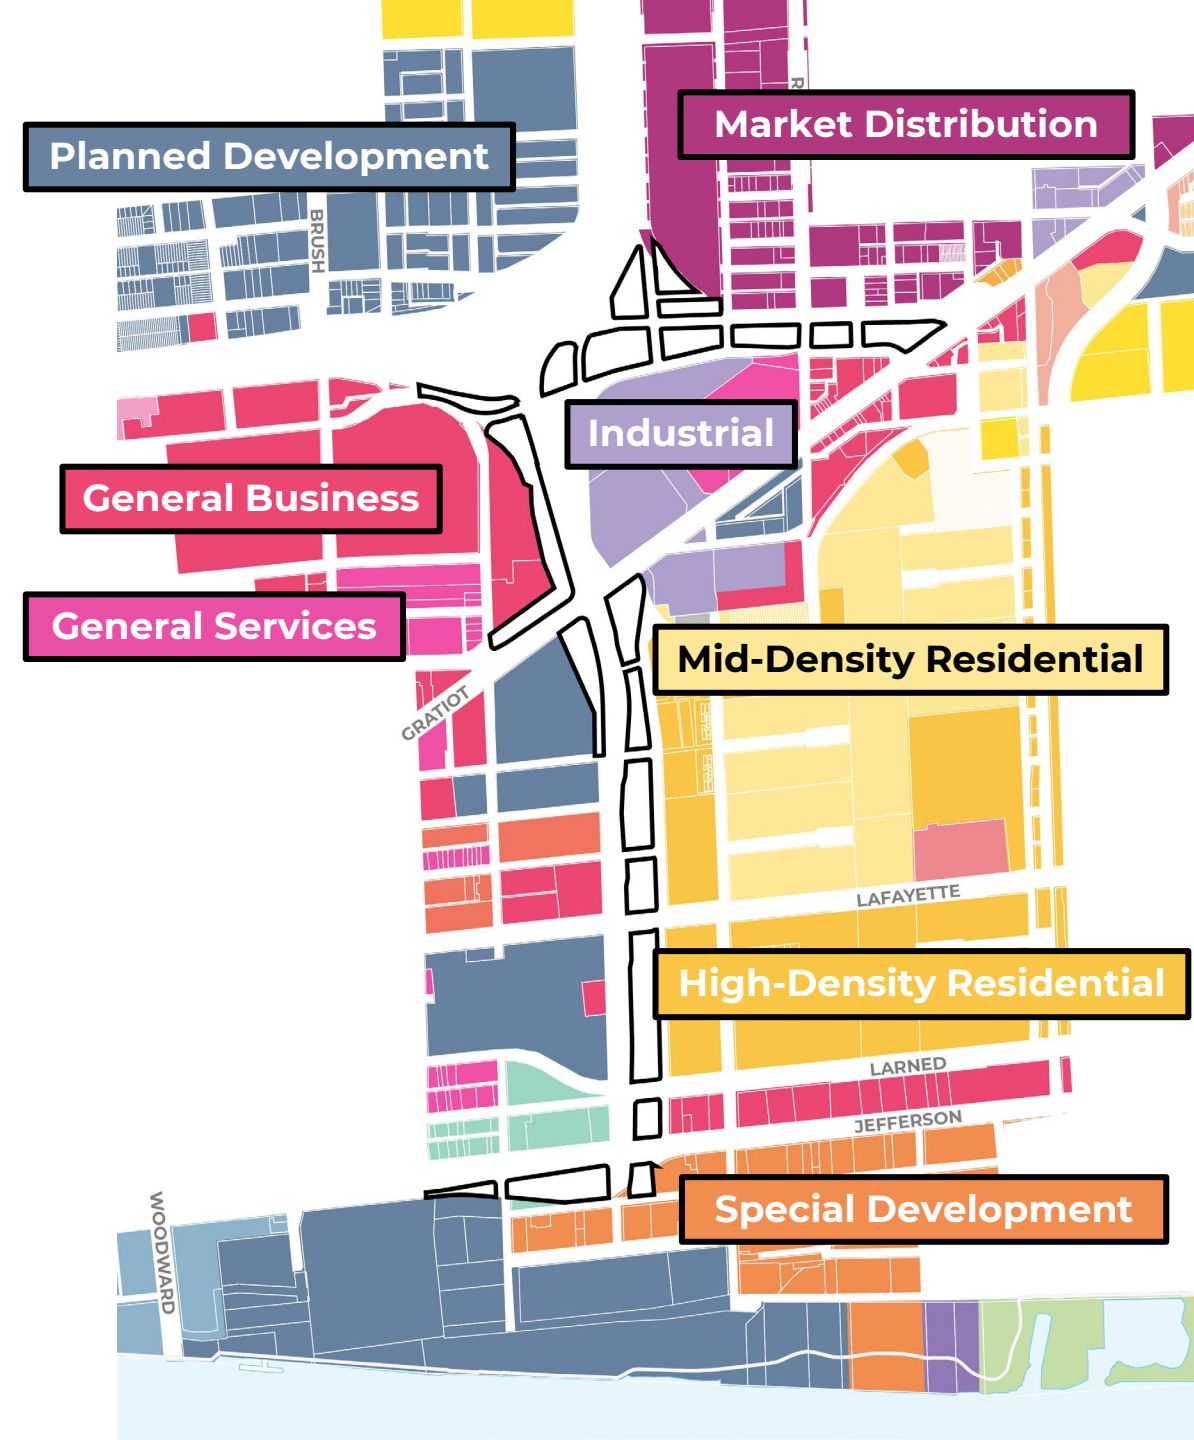 R
Market Distribution
Planned Development
BRUSH
Industrial
General Business
General Services
Mid-Density Residential
GRATIOT
LAFAYETTE
High-Density Residential
LARNED
JEFFERSON
Special Development
WOODWARD